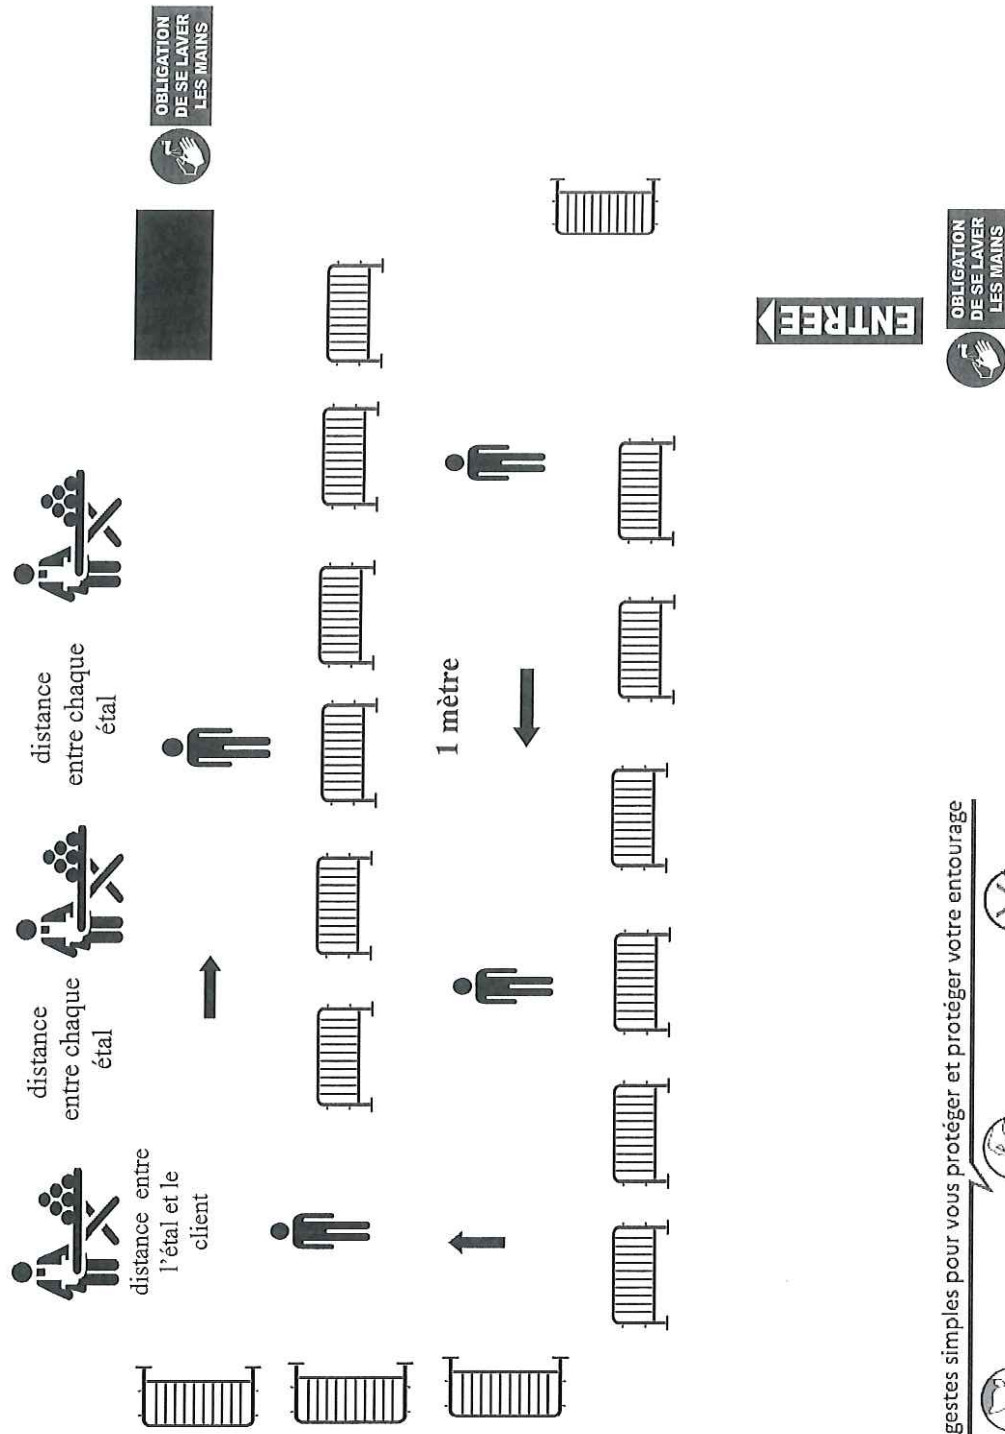 OBLIGATION
DE SE LAVER
LES MAINS
distance
entre chaque
étal
distance
entre chaque
étal
distance entre
l'étal et le
client
1 mètre
ENTREE
OBLIGATION
DE SE LAVER
LES MAINS
gestes simples pour vous protéger et protéger votre entourage